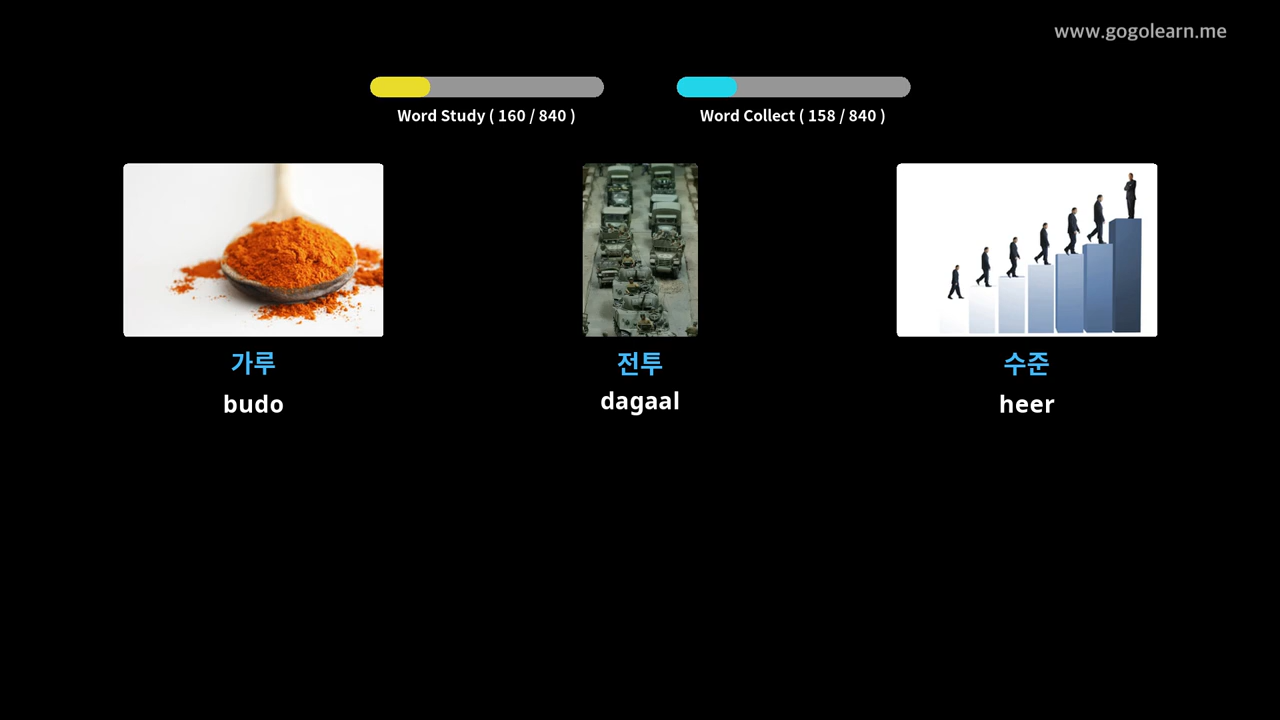 www.gogolearn.me
Word Study ( 160 / 840 )
Word Collect ( 158 / 840 )
가루
budo
전투
dagaal
수준
heer